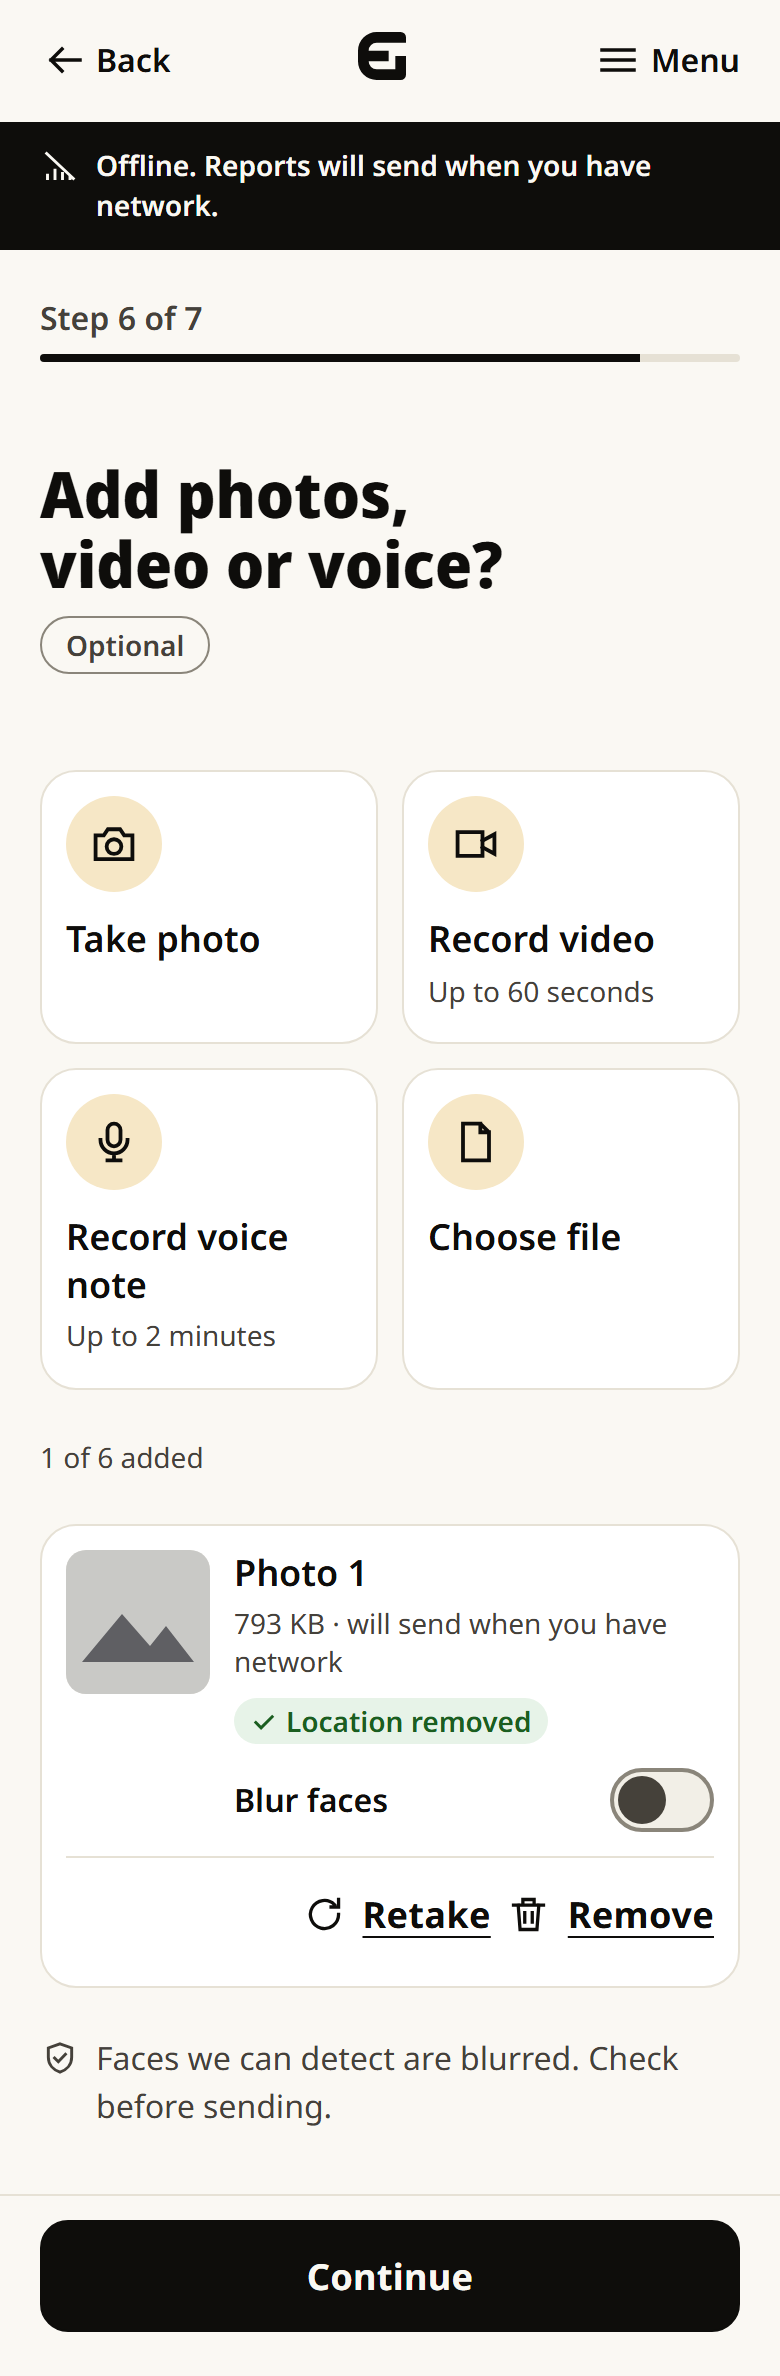 Back
Menu
Offline. Reports will send when you have
network.
Step 6 of 7
Add photos,
video or voice?
Optional
Take photo
Record video
Up to 60 seconds
Record voice
note
Up to 2 minutes
Choose file
1 of 6 added
Photo 1
793 KB · will send when you have
network
Location removed
Blur faces
Retake
Remove
Faces we can detect are blurred. Check
before sending.
Continue